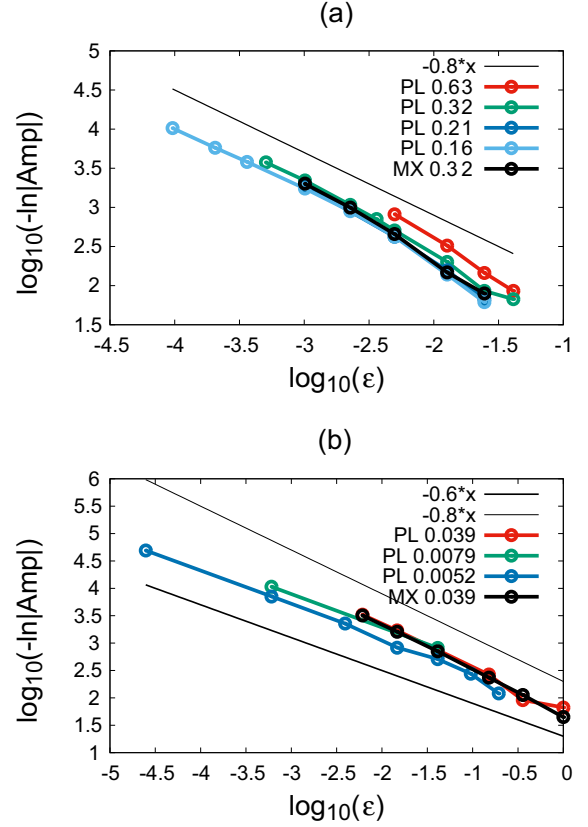 (a)
log10(-ln|Amp|)
5
4.5
4
3.5
3
2.5
2
1.5
-0.8*x
PL 0.63
PL 0.32
PL 0.21
PL 0.16
MX 0.32
-4.5 -4 -3.5 -3 -2.5 -2 -1.5 -1
log10(ε)
(b)
log10(-ln|Amp|)
6
5.5
5
4.5
4
3.5
3
2.5
2
1.5
1
-0.6*x
-0.8*x
PL 0.039
PL 0.0079
PL 0.0052
MX 0.039
-5 -4.5 -4 -3.5 -3 -2.5 -2 -1.5 -1 -0.5 0
log10(ε)